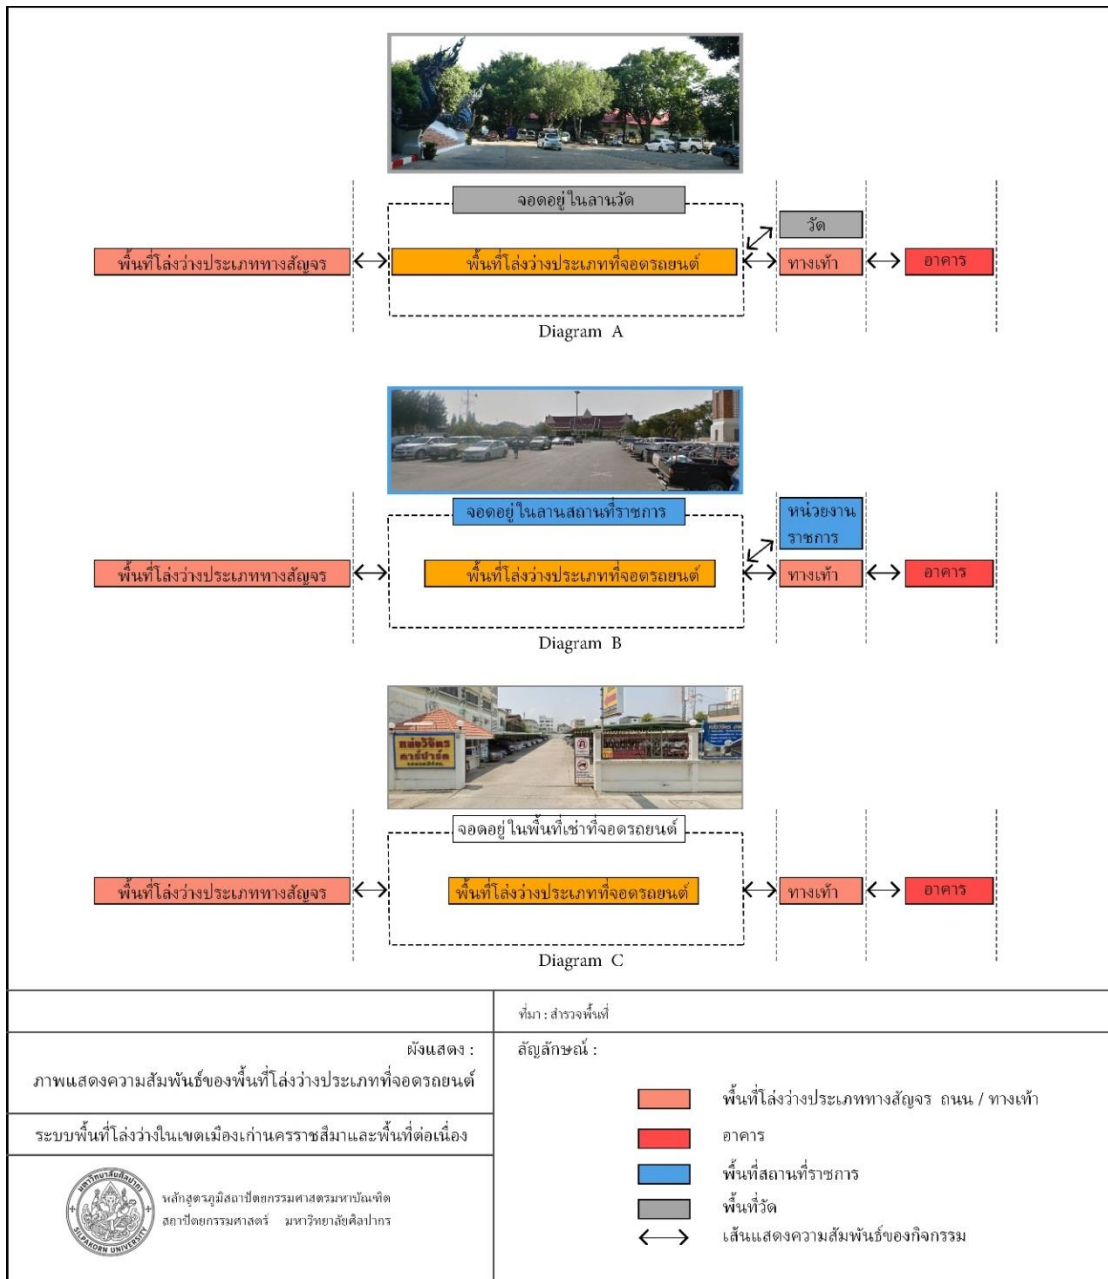 จอดอยู่ในลานวัด
วัด
พื้นที่โล่งว่างประเภททางสัญจร
พื้นที่โล่งว่างประเภทที่จอดรถยนต์
ทางเท้า
อาคาร
Diagram A
จอดอยู่ในลานสถานที่ราชการ
หน่วยงาน
ราชการ
พื้นที่โล่งว่างประเภททางสัญจร
พื้นที่โล่งว่างประเภทที่จอดรถยนต์
ทางเท้า
อาคาร
Diagram B
คาร์ปาร์ค
จอดอยู่ในพื้นที่เช่าที่จอดรถยนต์
พื้นที่โล่งว่างประเภททางสัญจร
พื้นที่โล่งว่างประเภทที่จอดรถยนต์
ทางเท้า
อาคาร
Diagram C
ที่มา : สำรวจพื้นที่
ผังแสดง :
ภาพแสดงความสัมพันธ์ของพื้นที่โล่งว่างประเภทที่จอดรถยนต์
ระบบพื้นที่โล่งว่างในเขตเมืองเก่านครราชสีมาและพื้นที่ต่อเนื่อง
มหาวิทยาลัยศิลปากร
SILPAKORN UNIVERSITY
หลักสูตรภูมิสถาปัตยกรรมศาสตรมหาบัณฑิต
สถาปัตยกรรมศาสตร์ มหาวิทยาลัยศิลปากร
สัญลักษณ์ :
พื้นที่โล่งว่างประเภททางสัญจร ถนน / ทางเท้า
อาคาร
พื้นที่สถานที่ราชการ
พื้นที่วัด
เส้นแสดงความสัมพันธ์ของกิจกรรม